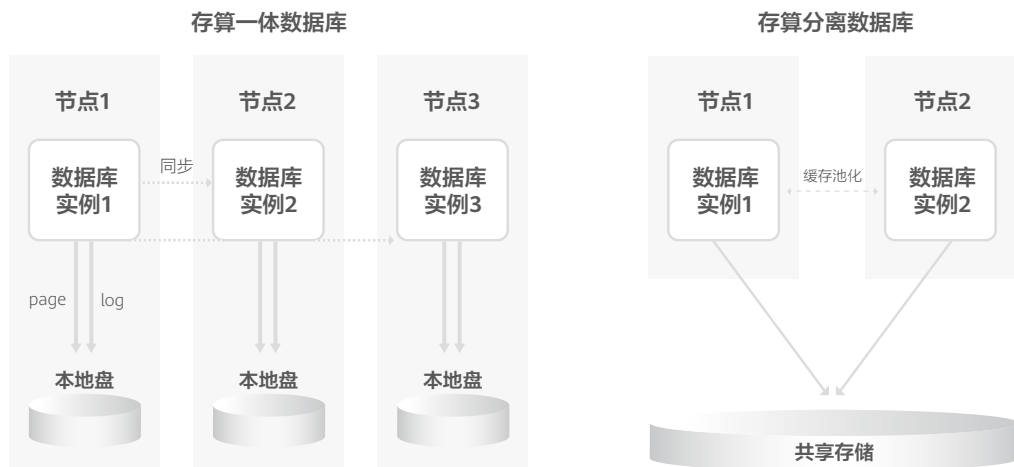 存算一体数据库
节点1
节点2
节点3
数据库
实例1
同步
数据库
实例2
数据库
实例3
page
log
本地盘
本地盘
本地盘
存算分离数据库
节点1
节点2
数据库
实例1
缓存池化
数据库
实例2
共享存储